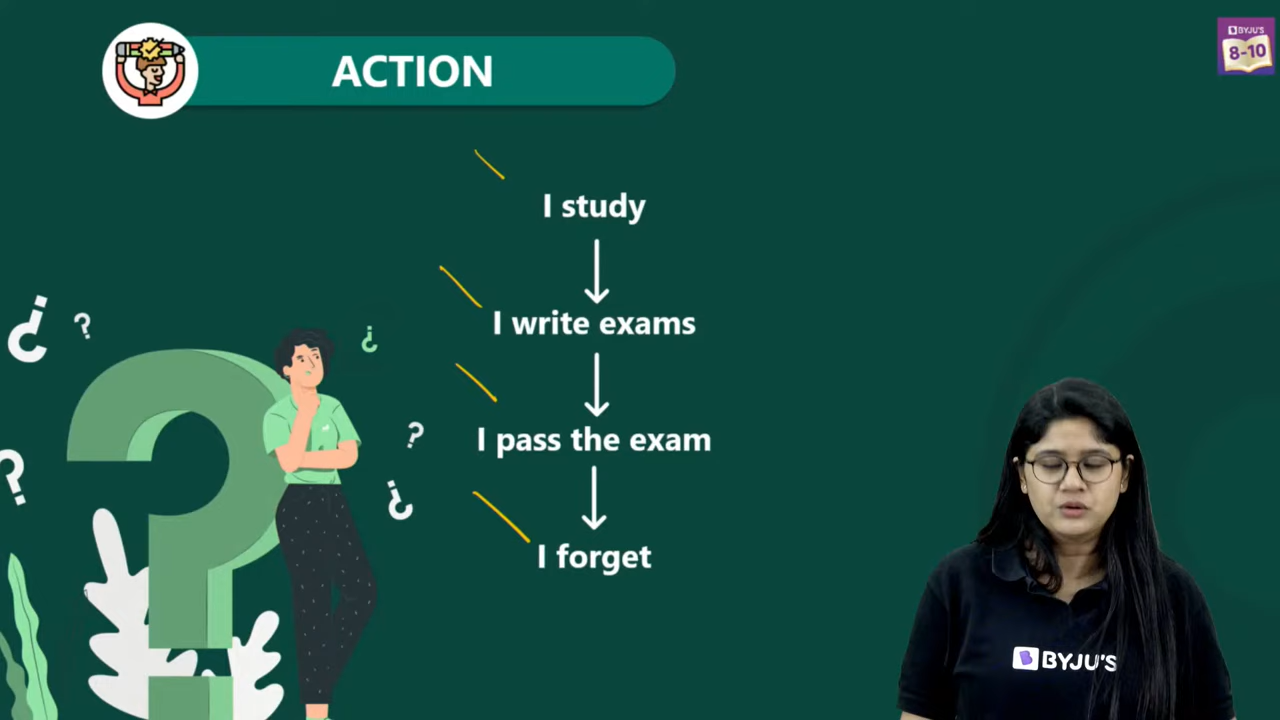 ACTION
BYJU'S
8-10
I study
I write exams
I pass the exam
I forget
BYJU'S